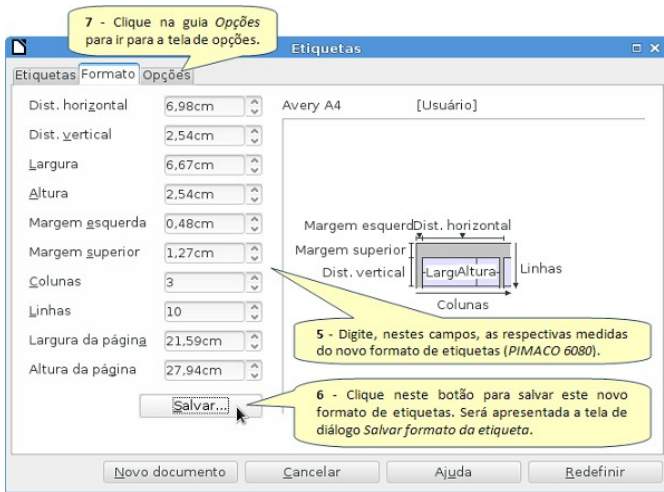 7 - Clique na guia Opções
para ir para a tela de opções.
Etiquetas
Etiquetas Formato Opções
Dist. horizontal 6,98cm
Dist. vertical 2,54cm
Largura 6,67cm
Altura 2,54cm
Margem esquerda 0,48cm
Margem superior 1,27cm
Colunas 3
Linhas 10
Largura da página 21,59cm
Altura da página 27,94cm
Salvar...
Avery A4 [Usuário]
Margem esquerd Dist. horizontal
Margem superior
Dist. vertical Largu Altura Linhas
Colunas
5 - Digite, nestes campos, as respectivas medidas
do novo formato de etiquetas (PIMACO 6080).
6 - Clique neste botão para salvar este novo
formato de etiquetas. Será apresentada a tela de
diálogo Salvar formato da etiqueta.
Novo documento Cancelar Ajuda Redefinir